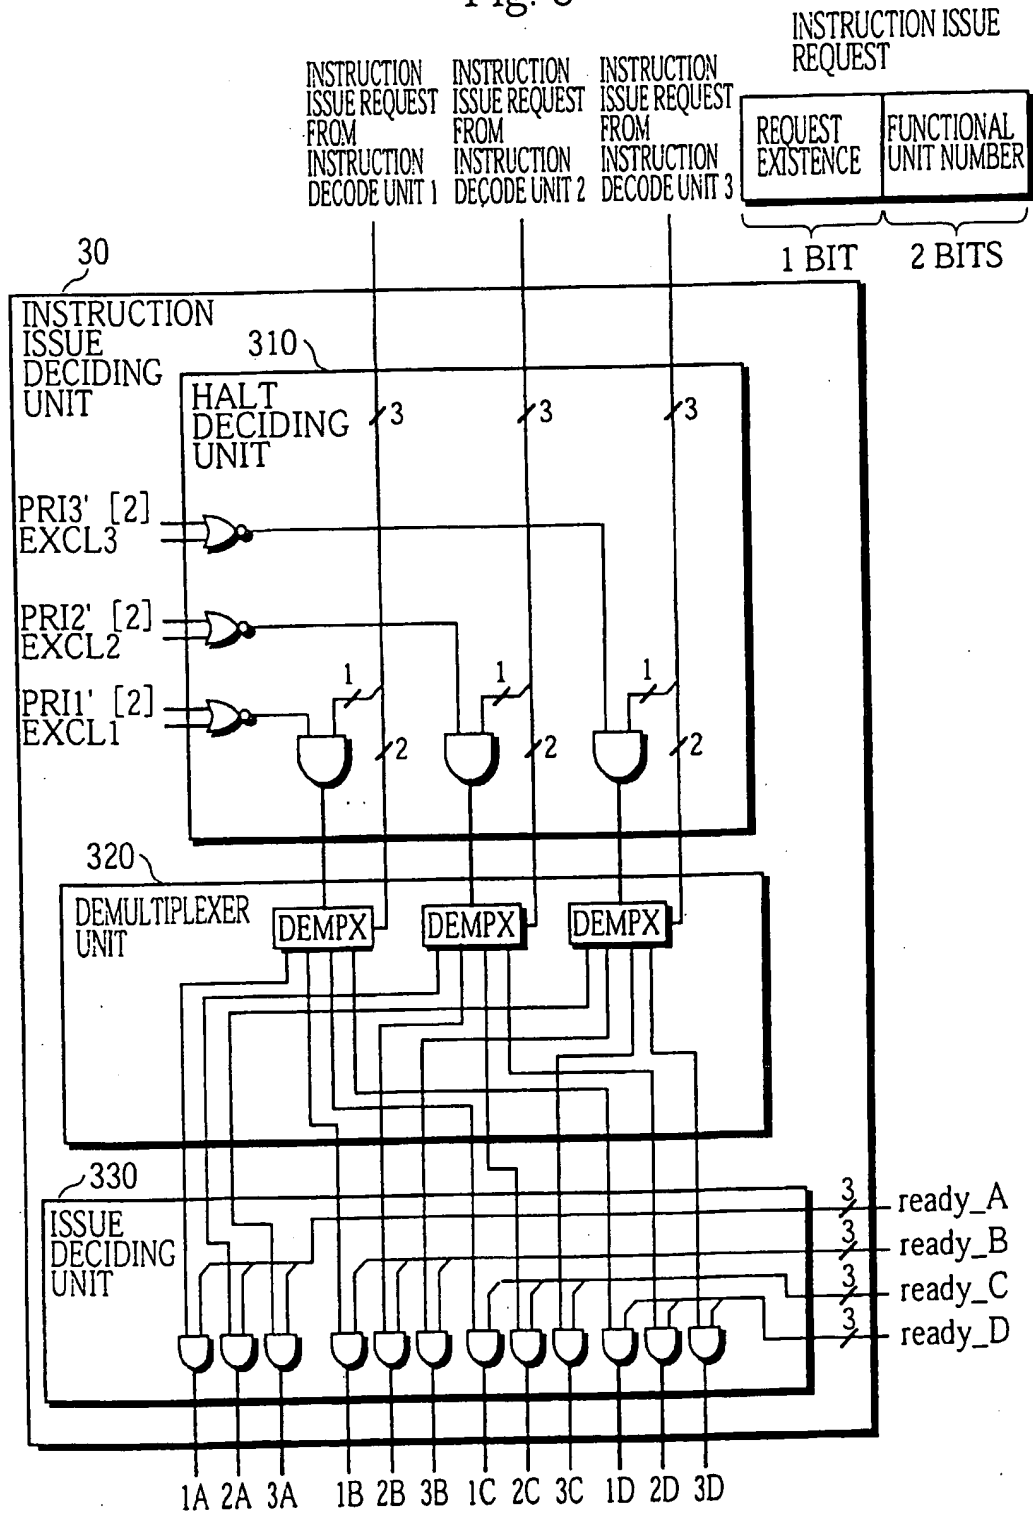 INSTRUCTION ISSUE
REQUEST
INSTRUCTION
ISSUE REQUEST
FROM
INSTRUCTION
DECODE UNIT 1
INSTRUCTION
ISSUE REQUEST
FROM
INSTRUCTION
DECODE UNIT 2
INSTRUCTION
ISSUE REQUEST
FROM
INSTRUCTION
DECODE UNIT 3
REQUEST
EXISTENCE
FUNCTIONAL
UNIT NUMBER
1 BIT
2 BITS
30
INSTRUCTION
ISSUE
DECIDING
UNIT
310
HALT
DECIDING
UNIT
3
3
3
PRI3' [2]
EXCL3
PRI2' [2]
EXCL2
PRI1' [2]
EXCL1
1
1
1
2
2
2
320
DEMULTIPLEXER
UNIT
DEMPX
DEMPX
DEMPX
330
ISSUE
DECIDING
UNIT
3
ready_A
3
ready_B
3
ready_C
3
ready_D
1A 2A 3A 1B 2B 3B 1C 2C 3C 1D 2D 3D